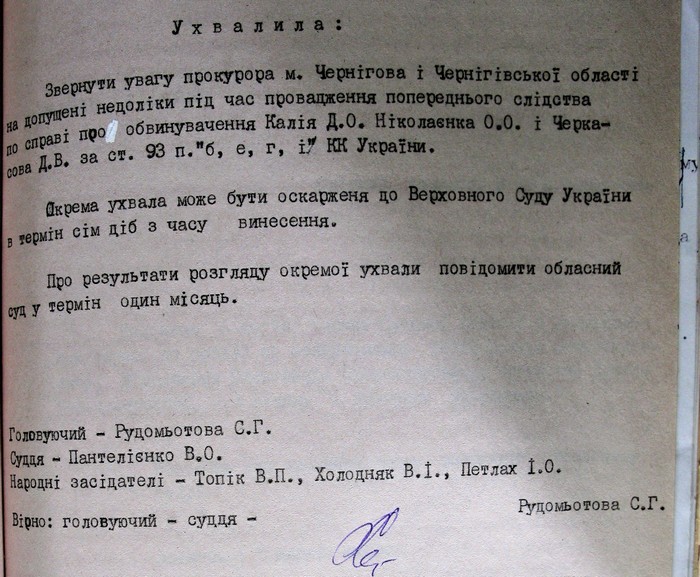 У х в а л и л а :
Звернути увагу прокурора м. Чернігова і Чернігівської області
на допущені недоліки під час провадження попереднього слідства
по справі про обвинувачення Калія Д.О. Ніколаєнка О.О. і Черка-
сова Д.В. за ст. 93 п."б, е, г, і" КК України.
Окрема ухвала може бути оскарженя до Верховного Суду України
в термін сім діб з часу винесення.
Про результати розгляду окремої ухвали повідомити обласний
суд у термін один місяць.
Головуючий - Рудомьотова С.Г.
Суддя - Пантелієнко В.О.
Народні засідателі - Топік В.П., Холодняк В.І., Петлах І.О.
Вірно: головуючий - суддя - Рудомьотова С.Г.